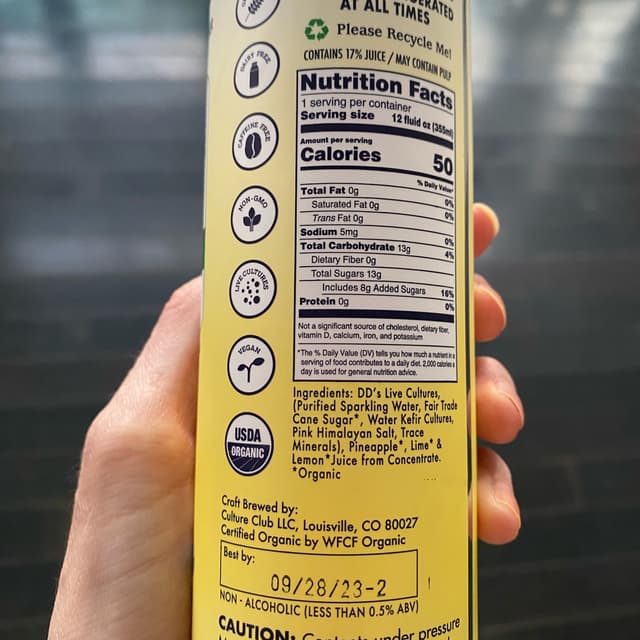 AT ALL TIMES
Please Recycle Me!
CONTAINS 17% JUICE / MAY CONTAIN PULP
DAIRY FREE
CAFFEINE FREE
NON-GMO
LIVE CULTURES
VEGAN
USDA
ORGANIC
Nutrition Facts
1 serving per container
Serving size 12 fluid oz (355ml)
Amount per serving
Calories 50
% Daily Value*
Total Fat 0g 0%
Saturated Fat 0g 0%
Trans Fat 0g
Sodium 5mg 0%
Total Carbohydrate 13g 4%
Dietary Fiber 0g
Total Sugars 13g
Includes 8g Added Sugars 16%
Protein 0g 0%
Not a significant source of cholesterol, dietary fiber,
vitamin D, calcium, iron, and potassium
*The % Daily Value (DV) tells you how much a nutrient in a
serving of food contributes to a daily diet. 2,000 calories a
day is used for general nutrition advice.
Ingredients: DD's Live Cultures,
(Purified Sparkling Water, Fair Trade
Cane Sugar*, Water Kefir Cultures,
Pink Himalayan Salt, Trace
Minerals), Pineapple*, Lime* &
Lemon* Juice from Concentrate.
*Organic
Craft Brewed by:
Culture Club LLC, Louisville, CO 80027
Certified Organic by WFCF Organic
Best by:
09/28/23-2
NON - ALCOHOLIC (LESS THAN 0.5% ABV)
CAUTION: Contents under pressure